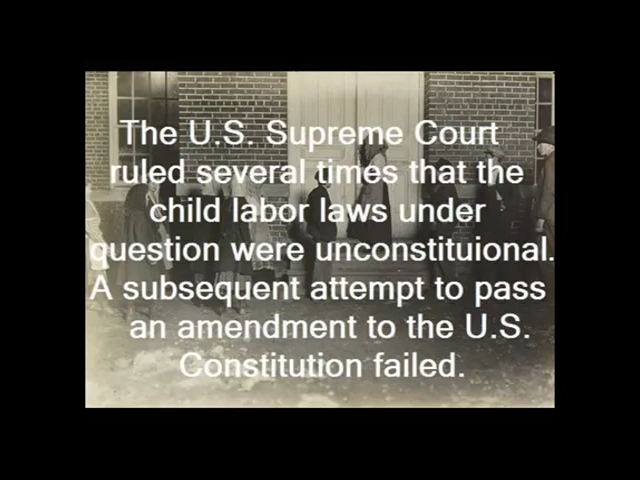 The U.S. Supreme Court
ruled several times that the
child labor laws under
question were unconstituional.
A subsequent attempt to pass
an amendment to the U.S.
Constitution failed.